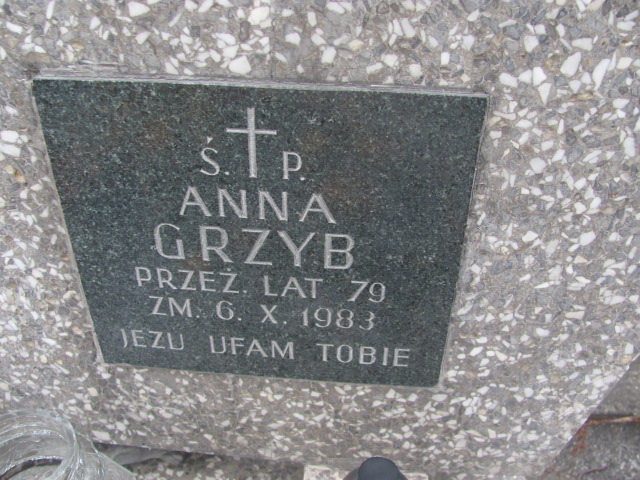 Ś. P.
ANNA
GRZYB
PRZEŻ. LAT 79
ZM. 6. X. 1983
JEZU UFAM TOBIE